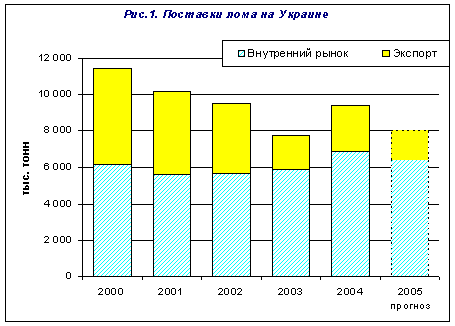 Рис.1. Поставки лома на Украине
Внутренний рынок
Экспорт
тыс. тонн
12 000
10 000
8 000
6 000
4 000
2 000
0
2000 2001 2002 2003 2004 2005
прогноз